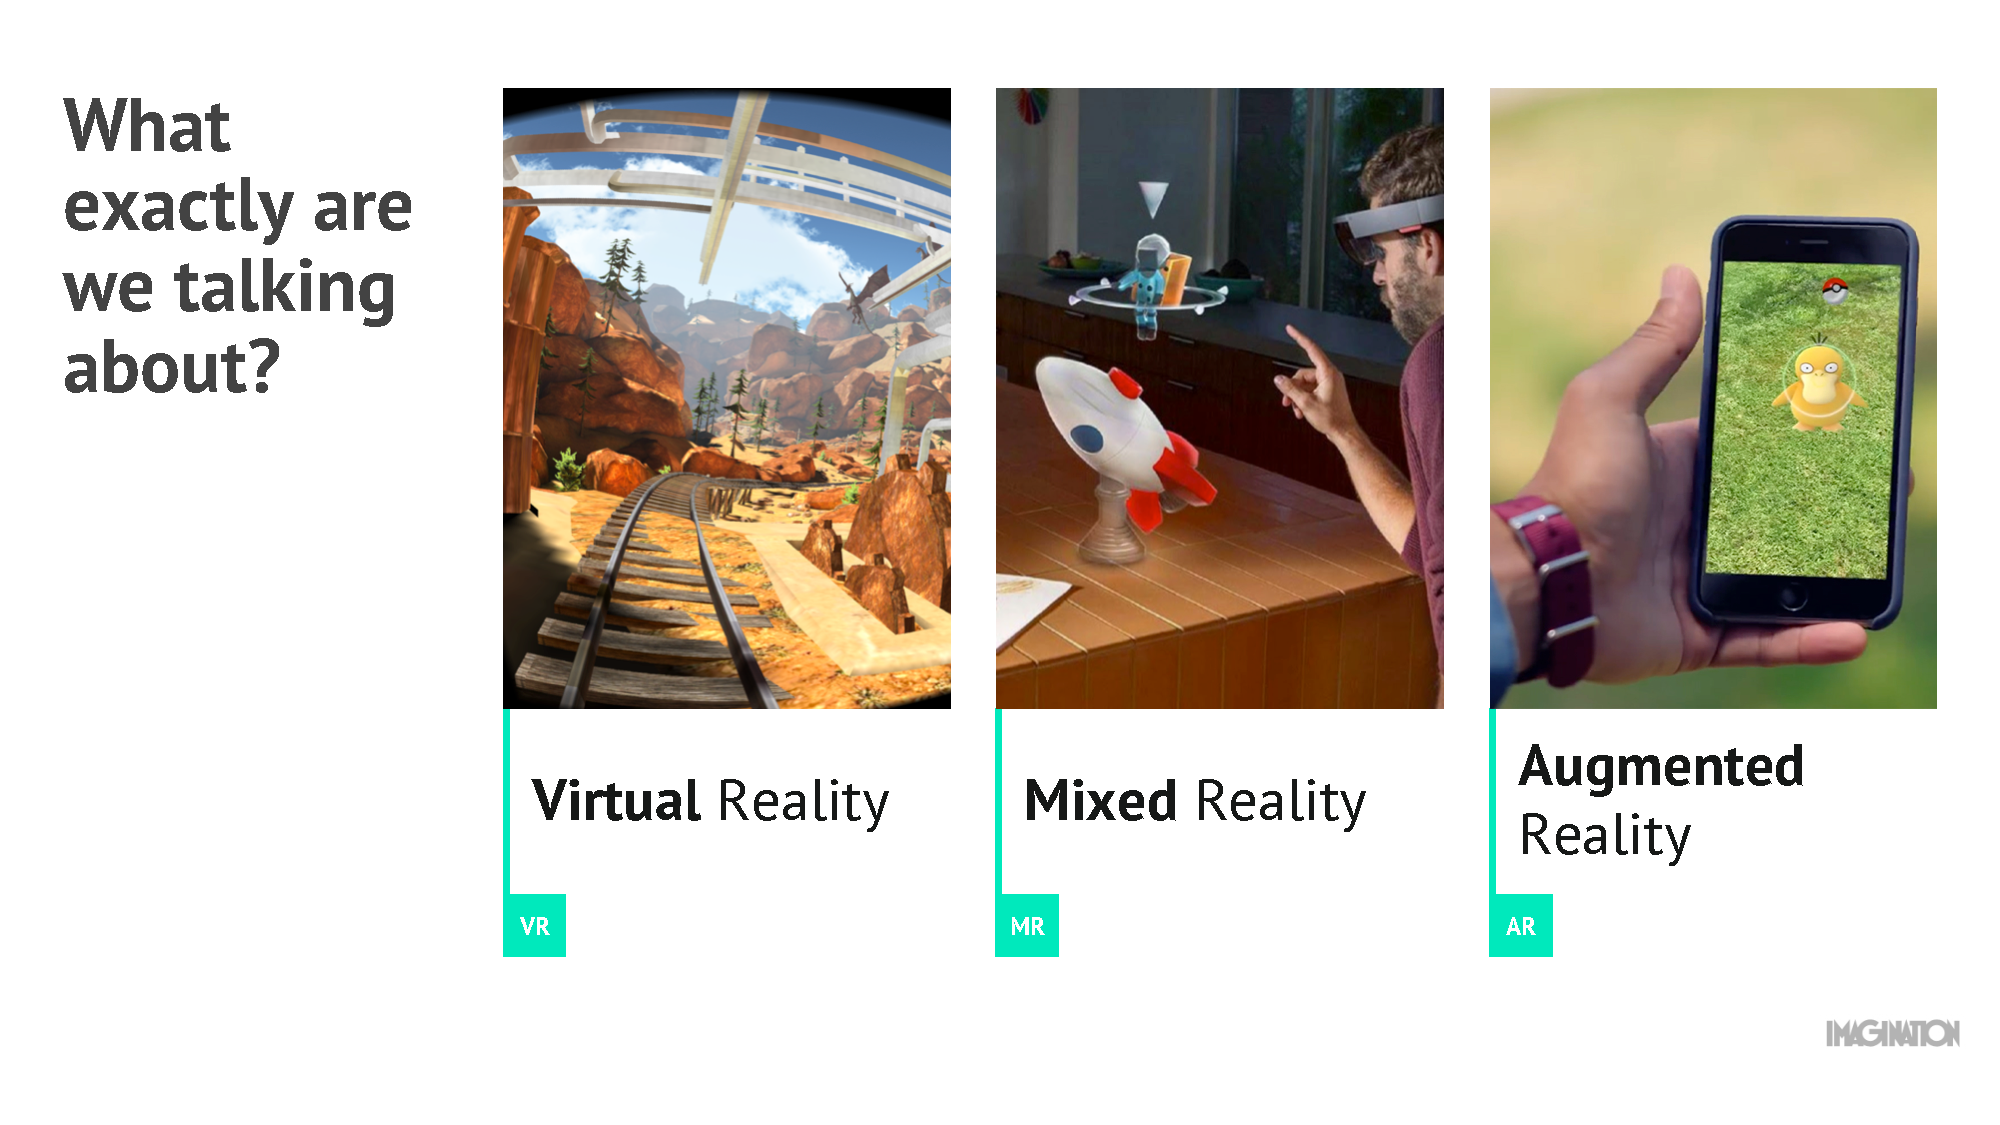 What
exactly are
we talking
about?
Virtual Reality
VR
Mixed Reality
MR
Augmented
Reality
AR
IMAGINATION